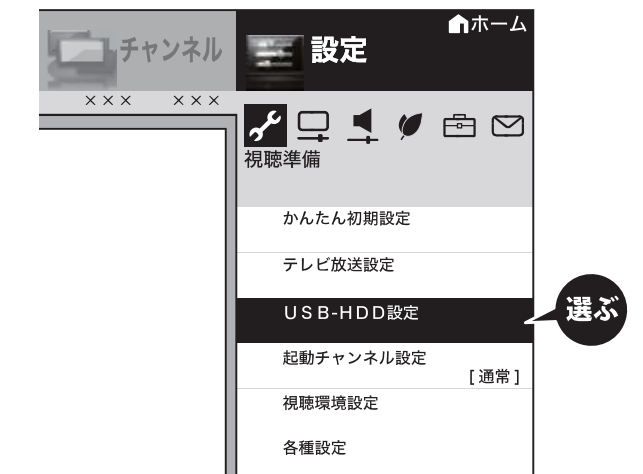 ホーム
チャンネル
設定
××× ×××
視聴準備
かんたん初期設定
テレビ放送設定
USB-HDD設定
選ぶ
起動チャンネル設定
[通常]
視聴環境設定
各種設定